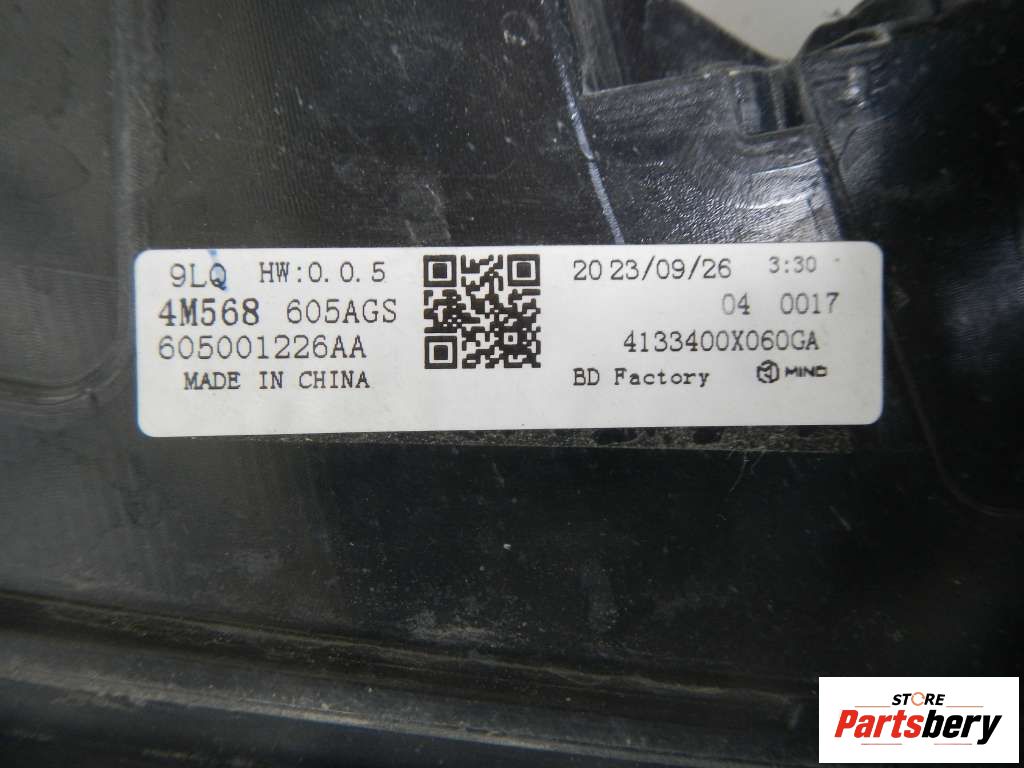 9LQ HW:0.0.5
4M568 605AGS
605001226AA
MADE IN CHINA
2023/09/26 3:30
04 0017
4133400X060GA
BD Factory MIND
STORE
Partsbery